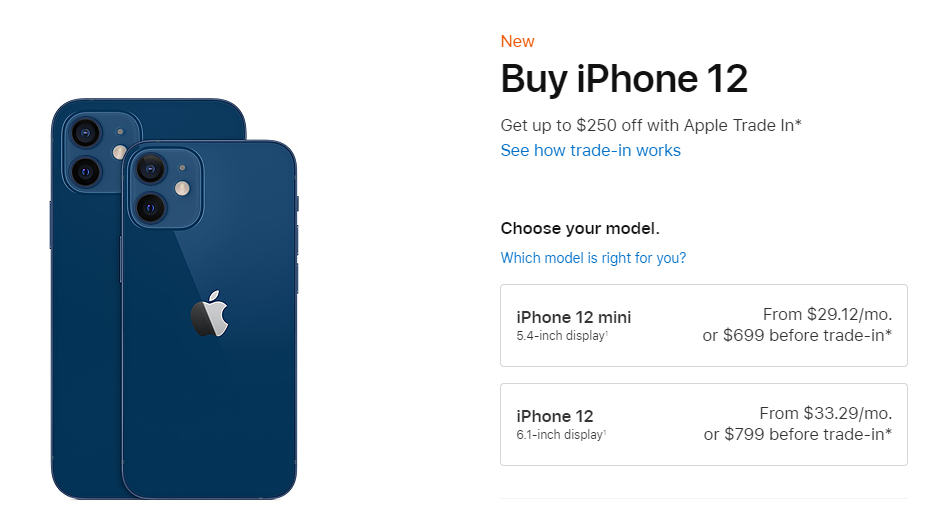 New
Buy iPhone 12
Get up to $250 off with Apple Trade In*
See how trade-in works
Choose your model.
Which model is right for you?
iPhone 12 mini
5.4-inch display¹
From $29.12/mo.
or $699 before trade-in*
iPhone 12
6.1-inch display¹
From $33.29/mo.
or $799 before trade-in*